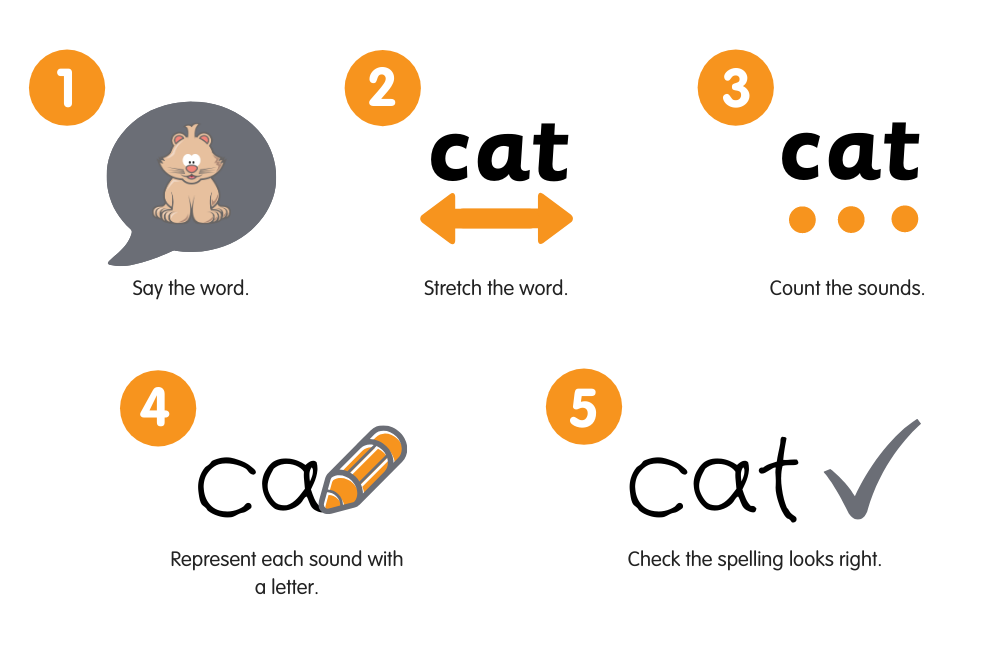 1
Say the word.
2
cat
Stretch the word.
3
cat
Count the sounds.
4
ca
Represent each sound with
a letter.
5
cat
Check the spelling looks right.